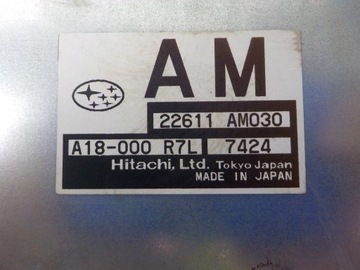 AM
22611 AM030
A18-000 R7L 7424
Hitachi, Ltd. Tokyo Japan
MADE IN JAPAN